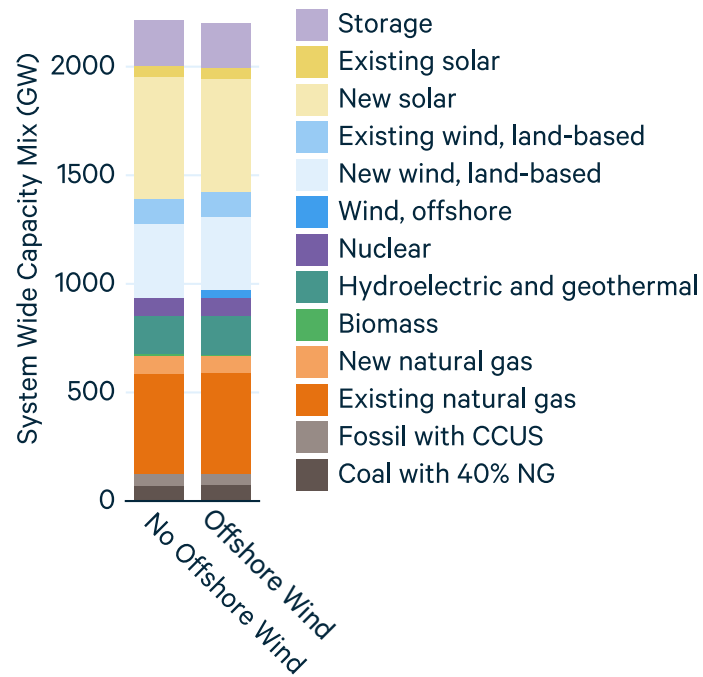 System Wide Capacity Mix (GW)
2000
1500
1000
500
0
No Offshore Wind
Offshore Wind
Storage
Existing solar
New solar
Existing wind, land-based
New wind, land-based
Wind, offshore
Nuclear
Hydroelectric and geothermal
Biomass
New natural gas
Existing natural gas
Fossil with CCUS
Coal with 40% NG